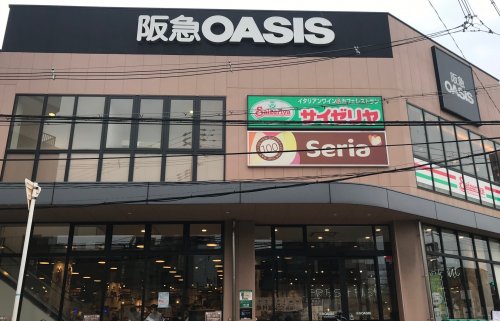 阪急OASIS
阪急
OASIS
イタリアンワイン&カフェレストラン
Saizeriya
サイゼリヤ
100
Seria
OASIS